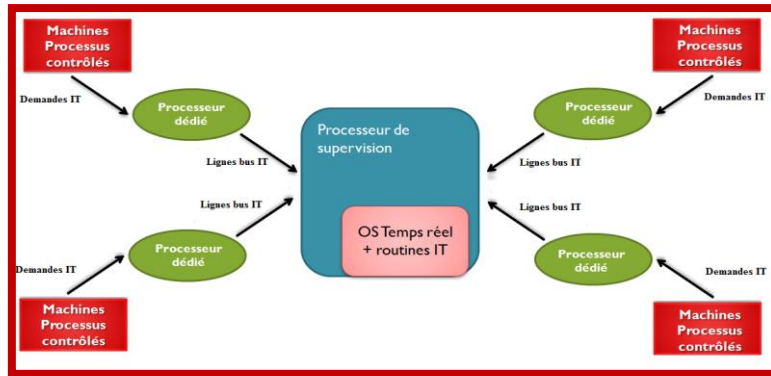 Machines
Processus
contrôlés
Machines
Processus
contrôlés
Demandes IT
Processeur
dédié
Processeur
dédié
Demandes IT
Processeur de
supervision
Lignes bus IT
Lignes bus IT
Lignes bus IT
Lignes bus IT
OS Temps réel
+ routines IT
Processeur
dédié
Processeur
dédié
Demandes IT
Demandes IT
Machines
Processus
contrôlés
Machines
Processus
contrôlés